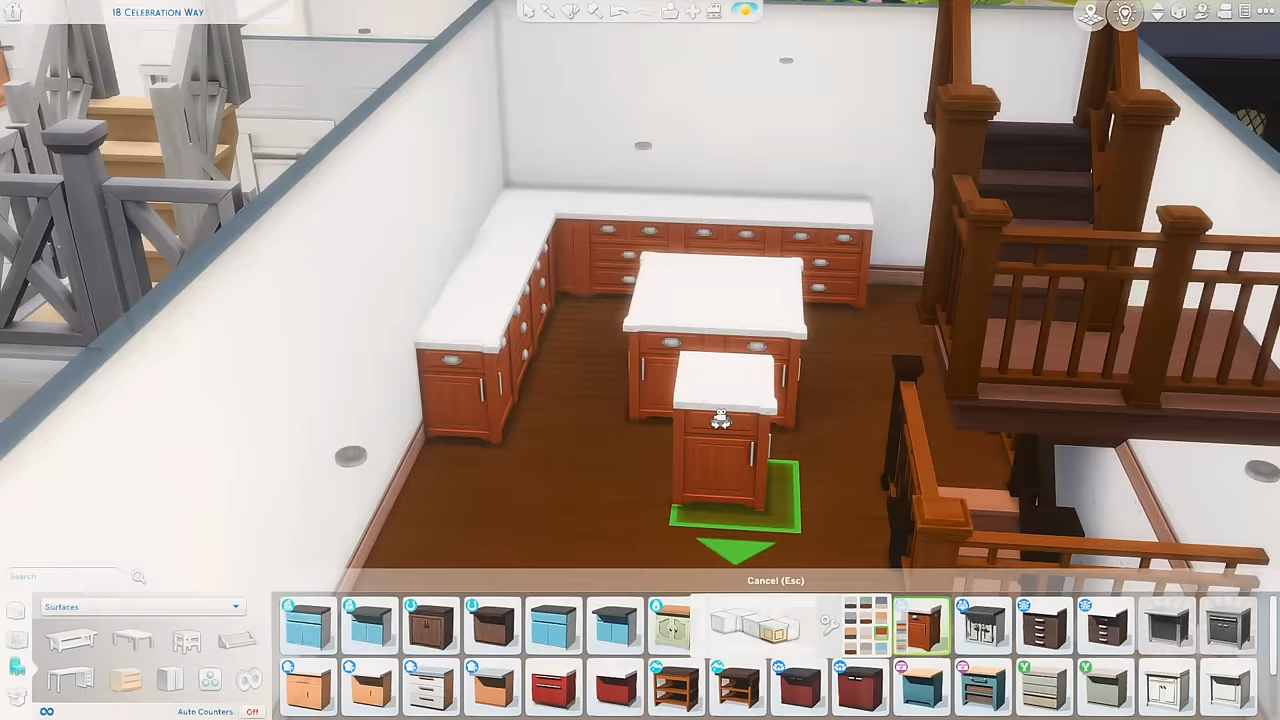 18 Celebration Way
Cancel (Esc)
Search
Surfaces
Auto Counters
Off